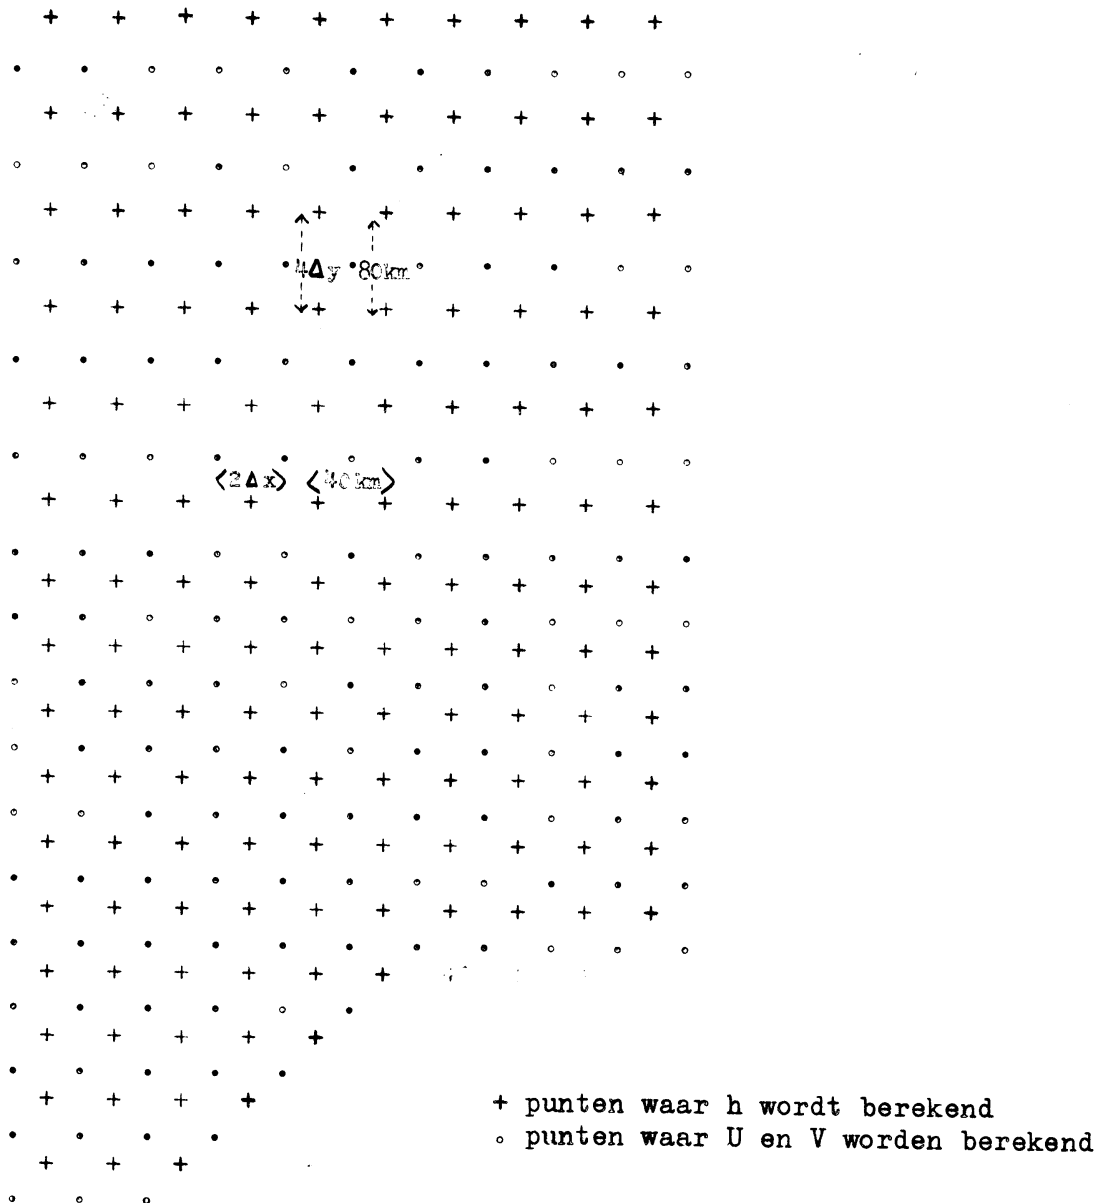 4Δy 80km
⟨2Δx⟩ ⟨40km⟩
+ punten waar h wordt berekend
∘ punten waar U en V worden berekend